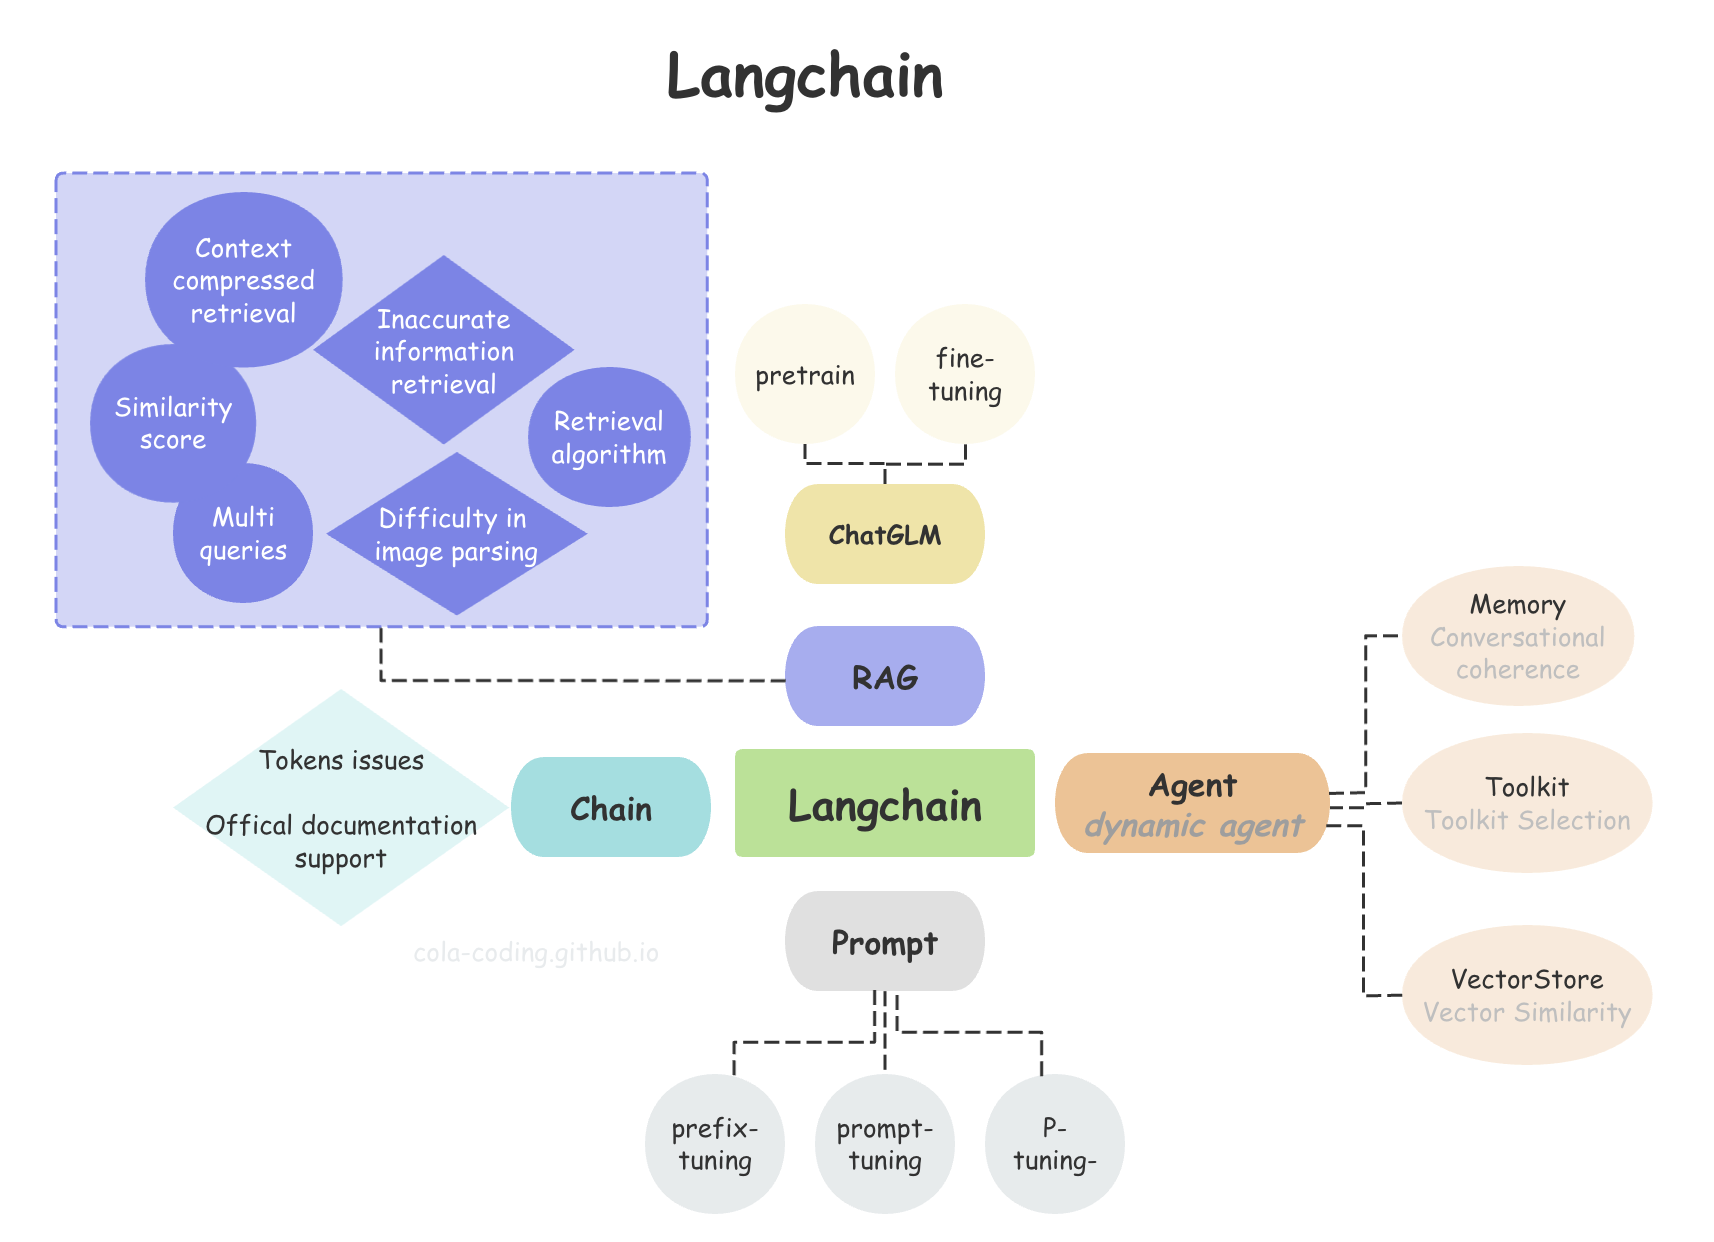 Langchain
Context
compressed
retrieval
Inaccurate
information
retrieval
Similarity
score
Retrieval
algorithm
Multi
queries
Difficulty in
image parsing
pretrain
fine-
tuning
ChatGLM
RAG
Tokens issues
Offical documentation
support
Chain
Langchain
Agent
dynamic agent
Memory
Conversational
coherence
Toolkit
Toolkit Selection
VectorStore
Vector Similarity
Prompt
cola-coding.github.io
prefix-
tuning
prompt-
tuning
P-
tuning-